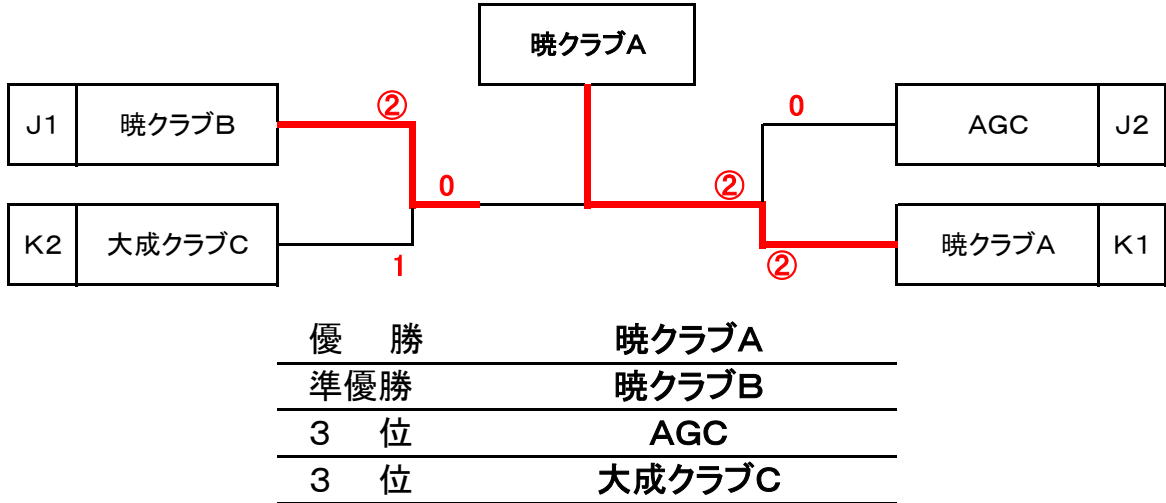 暁クラブA
② 0
J1 暁クラブB AGC J2
0 ②
K2 大成クラブC 暁クラブA K1
1 ②
優 勝 暁クラブA
準優勝 暁クラブB
3 位 AGC
3 位 大成クラブC